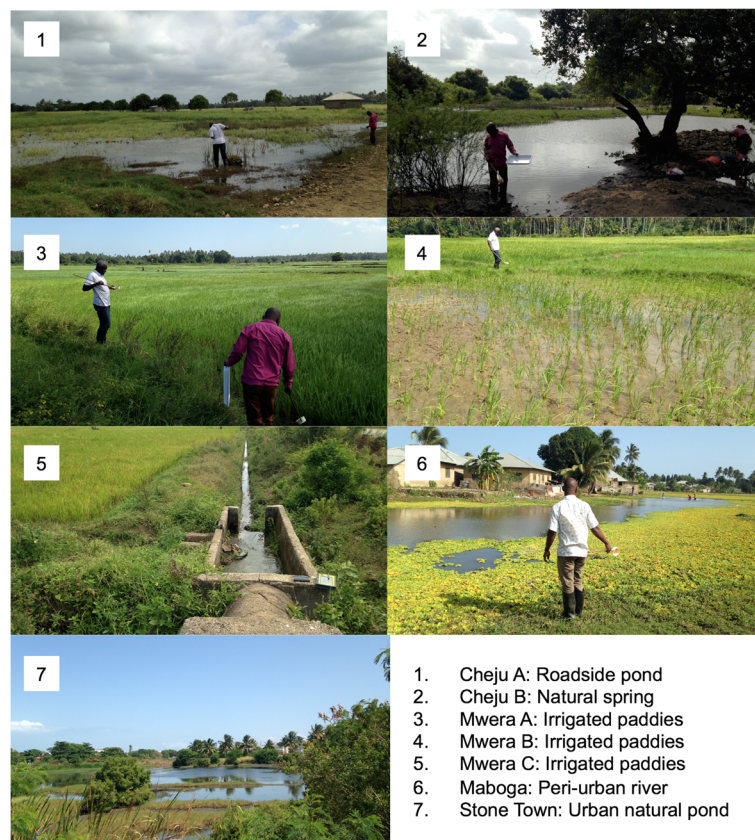 1
2
3
4
5
6
7
1. Cheju A: Roadside pond
2. Cheju B: Natural spring
3. Mwera A: Irrigated paddies
4. Mwera B: Irrigated paddies
5. Mwera C: Irrigated paddies
6. Maboga: Peri-urban river
7. Stone Town: Urban natural pond